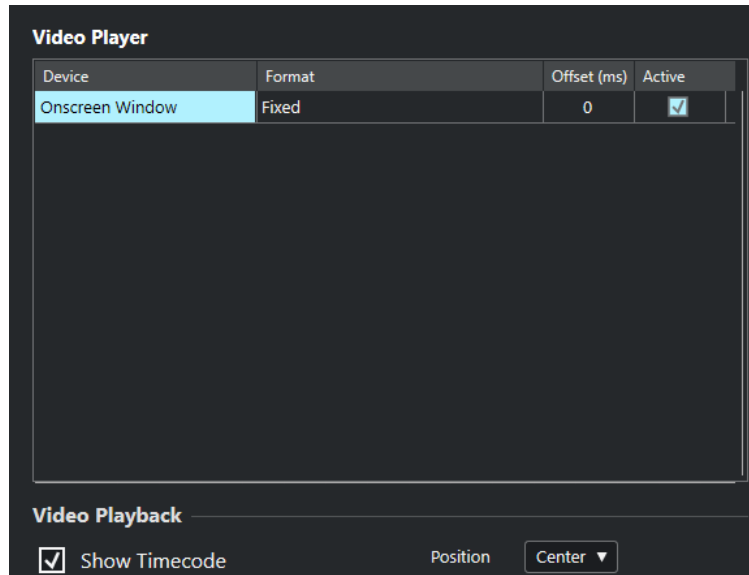 Video Player
Device Format Offset (ms) Active
Onscreen Window Fixed 0
Video Playback
Show Timecode Position Center